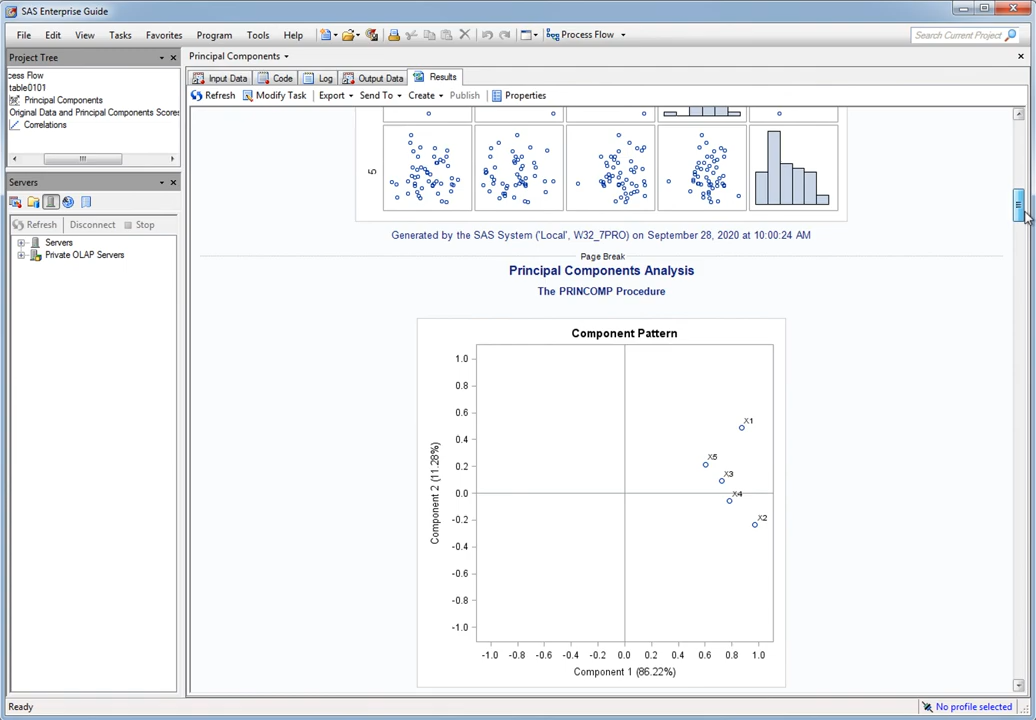 SAS Enterprise Guide
File Edit View Tasks Favorites Program Tools Help Process Flow Search Current Project
Project Tree
cess Flow
table0101
Principal Components
Original Data and Principal Components Scores
Correlations
Servers
Refresh Disconnect Stop
Servers
Private OLAP Servers
Principal Components
Input Data Code Log Output Data Results
Refresh Modify Task Export Send To Create Publish Properties
5
Generated by the SAS System ('Local', W32_7PRO) on September 28, 2020 at 10:00:24 AM
Page Break
Principal Components Analysis
The PRINCOMP Procedure
Component Pattern
1.0
0.8
0.6
0.4
0.2
0.0
-0.2
-0.4
-0.6
-0.8
-1.0
Component 2 (11.28%)
X1
X5
X3
X4
X2
-1.0 -0.8 -0.6 -0.4 -0.2 0.0 0.2 0.4 0.6 0.8 1.0
Component 1 (86.22%)
Ready
No profile selected